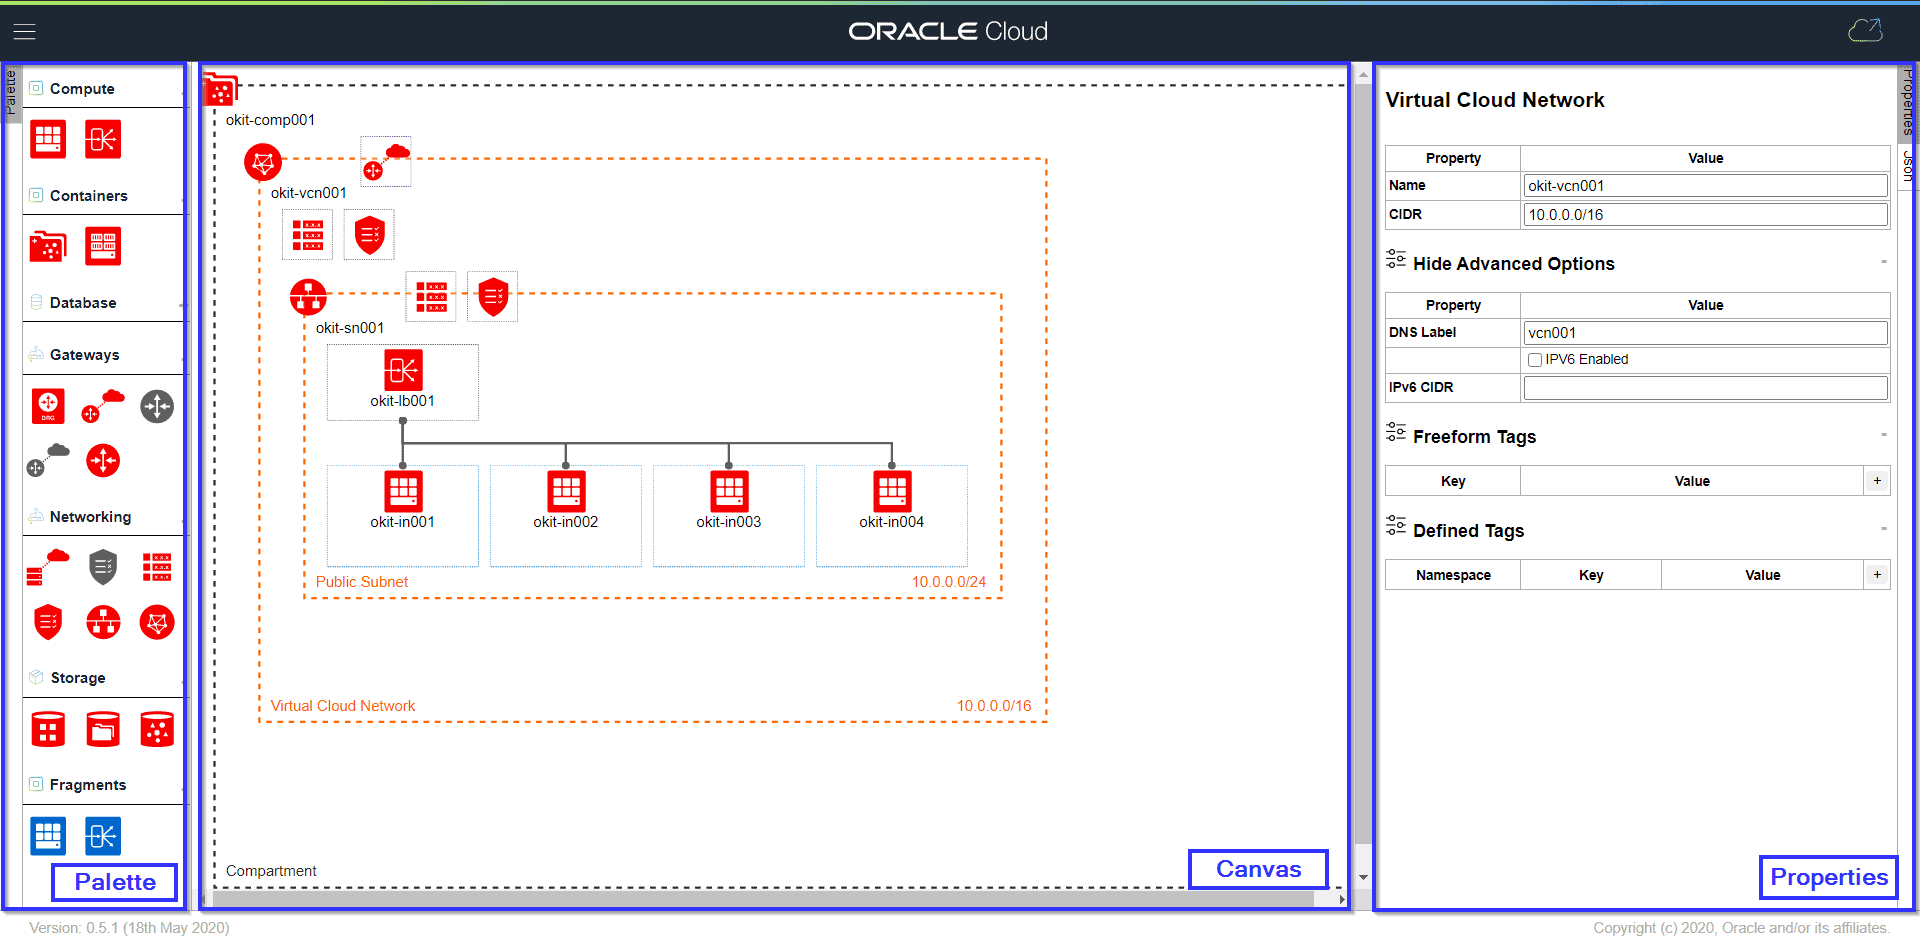 ORACLE Cloud
Palette
Compute
Containers
Database
Gateways
DRG
Networking
Storage
Fragments
Palette
okit-comp001
okit-vcn001
okit-sn001
okit-lb001
okit-in001
okit-in002
okit-in003
okit-in004
Public Subnet
10.0.0.0/24
Virtual Cloud Network
10.0.0.0/16
Compartment
Canvas
Virtual Cloud Network
Property Value
Name okit-vcn001
CIDR 10.0.0.0/16
Hide Advanced Options -
Property Value
DNS Label vcn001
IPV6 Enabled
IPv6 CIDR
Freeform Tags -
Key Value +
Defined Tags -
Namespace Key Value +
Properties
Json
Properties
Version: 0.5.1 (18th May 2020)
Copyright (c) 2020, Oracle and/or its affiliates.